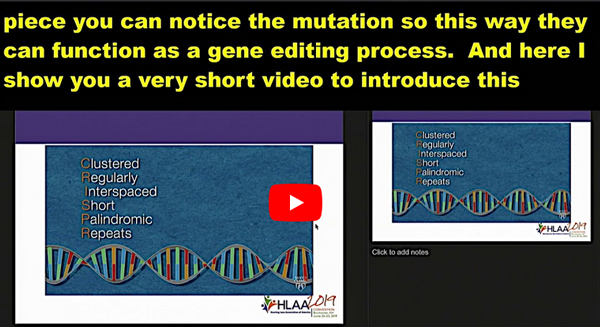 piece you can notice the mutation so this way they
can function as a gene editing process.  And here I
show you a very short video to introduce this
Clustered
Regularly
Interspaced
Short
Palindromic
Repeats
HLAA 2019
Clustered
Regularly
Interspaced
Short
Palindromic
Repeats
HLAA 2019
Click to add notes